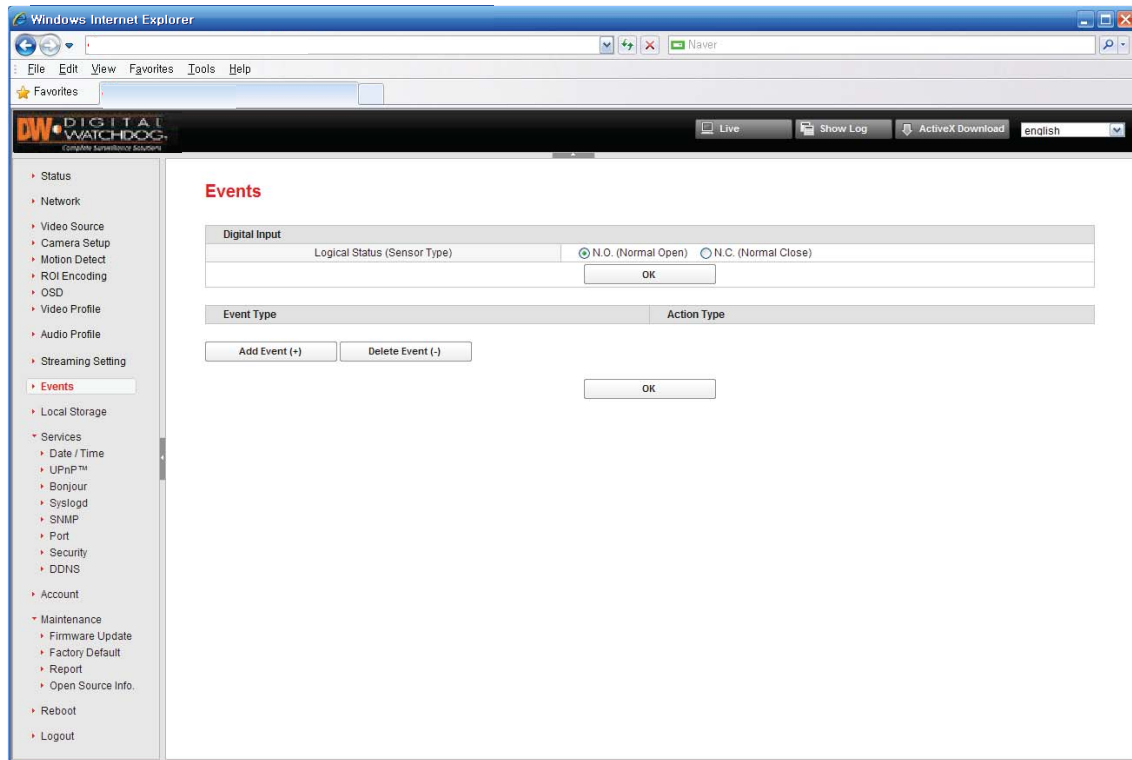 Windows Internet Explorer
Naver
File Edit View Favorites Tools Help
Favorites
DW DIGITAL WATCHDOG
Complete Surveillance Solutions
Live
Show Log
ActiveX Download
english
Status
Network
Video Source
Camera Setup
Motion Detect
ROI Encoding
OSD
Video Profile
Audio Profile
Streaming Setting
Events
Local Storage
Services
Date / Time
UPnP™
Bonjour
Syslogd
SNMP
Port
Security
DDNS
Account
Maintenance
Firmware Update
Factory Default
Report
Open Source Info.
Reboot
Logout
Events
Digital Input
Logical Status (Sensor Type) N.O. (Normal Open) N.C. (Normal Close)
OK
Event Type Action Type
Add Event (+) Delete Event (-)
OK